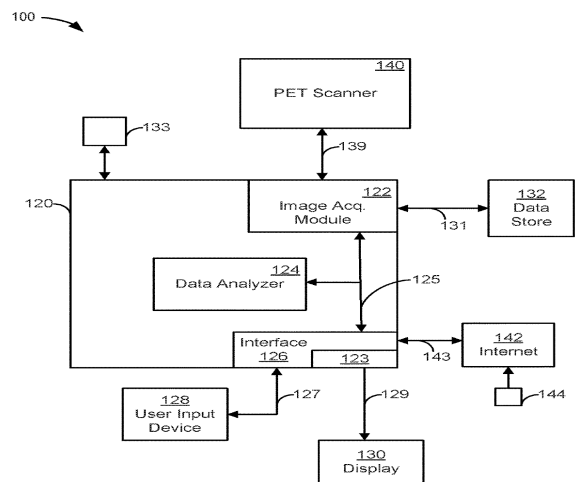 100
140
PET Scanner
133
139
120
122
Image Acq.
Module
131
132
Data
Store
124
Data Analyzer
125
Interface
126
123
143
142
Internet
144
127
129
128
User Input
Device
130
Display